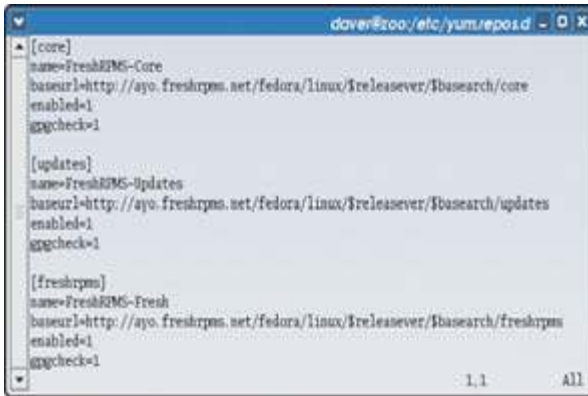 daver@zoo:/etc/yum.repos.d
[core]
name=FreshRPMS-Core
baseurl=http://ayo.freshrpms.net/fedora/linux/$releasever/$basearch/core
enabled=1
gpgcheck=1
[updates]
name=FreshRPMS-Updates
baseurl=http://ayo.freshrpms.net/fedora/linux/$releasever/$basearch/updates
enabled=1
gpgcheck=1
[freshrpms]
name=FreshRPMS-Fresh
baseurl=http://ayo.freshrpms.net/fedora/linux/$releasever/$basearch/freshrpms
enabled=1
gpgcheck=1
1,1 All